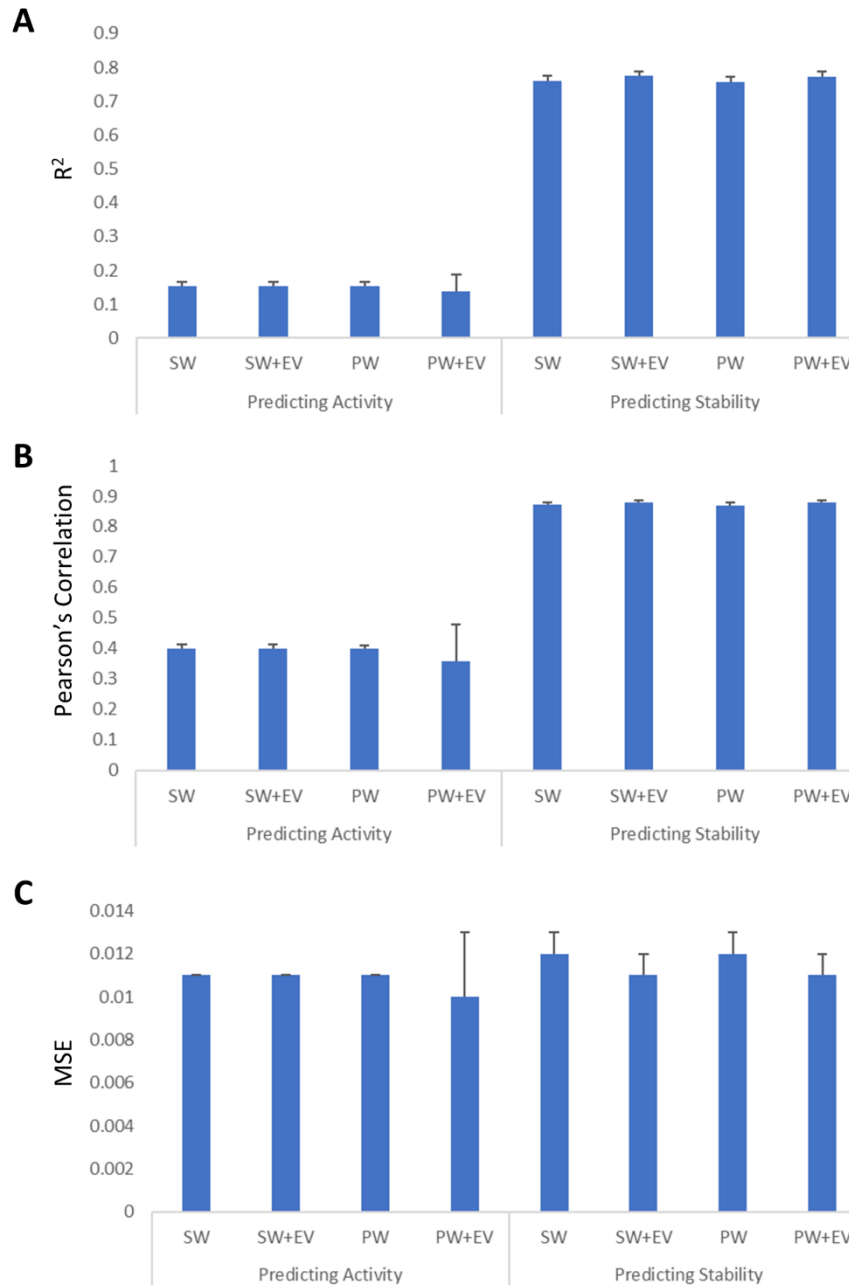 A
0.9
0.8
0.7
0.6
0.5
0.4
0.3
0.2
0.1
0
R²
SW SW+EV PW PW+EV SW SW+EV PW PW+EV
Predicting Activity Predicting Stability
B
1
0.9
0.8
0.7
0.6
0.5
0.4
0.3
0.2
0.1
0
Pearson's Correlation
SW SW+EV PW PW+EV SW SW+EV PW PW+EV
Predicting Activity Predicting Stability
C
0.014
0.012
0.01
0.008
0.006
0.004
0.002
0
MSE
SW SW+EV PW PW+EV SW SW+EV PW PW+EV
Predicting Activity Predicting Stability